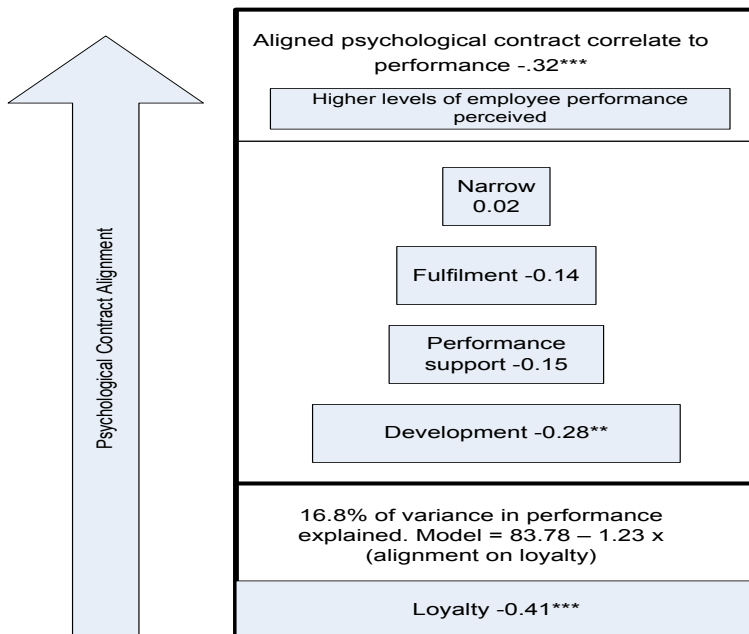 Psychological Contract Alignment
Aligned psychological contract correlate to
performance -.32***
Higher levels of employee performance
perceived
Narrow
0.02
Fulfilment -0.14
Performance
support -0.15
Development -0.28**
16.8% of variance in performance
explained. Model = 83.78 – 1.23 x
(alignment on loyalty)
Loyalty -0.41***